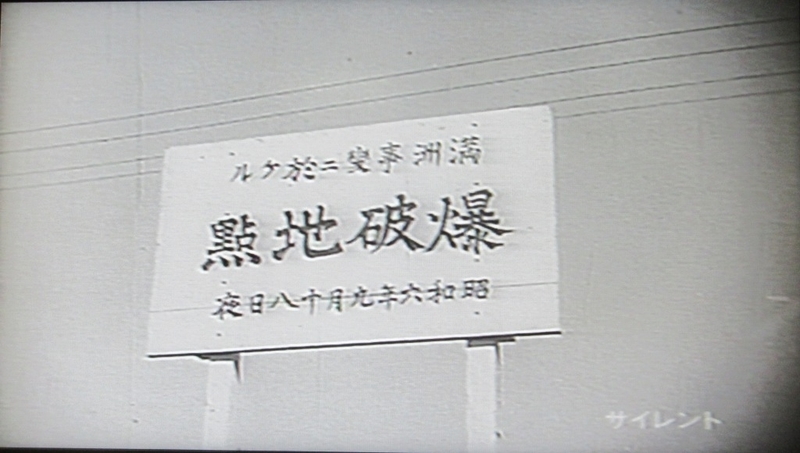 満洲事變ニ於ケル
爆破地點
昭和六年九月十八日夜
サイレント